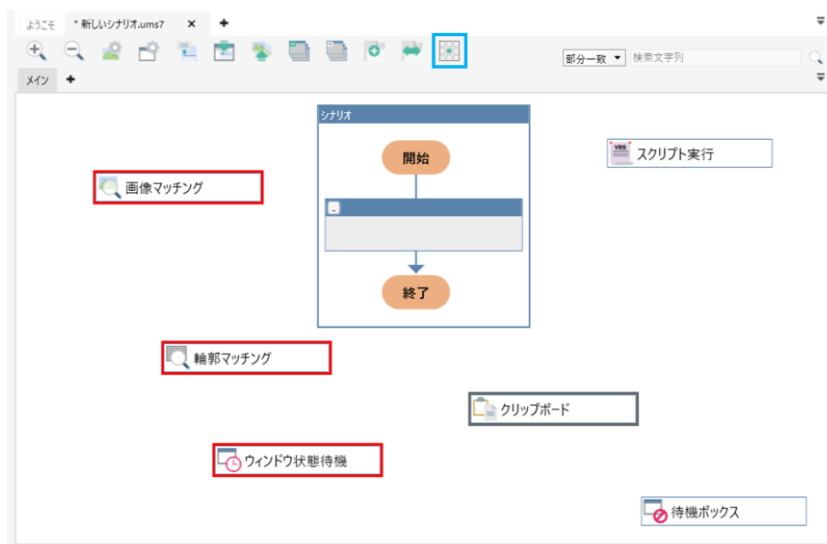 ようこそ
* 新しいシナリオ.ums7 × +
部分一致 ▼ 検索文字列
メイン +
シナリオ
開始
スクリプト実行
画像マッチング
-
終了
輪郭マッチング
クリップボード
ウィンドウ状態待機
待機ボックス